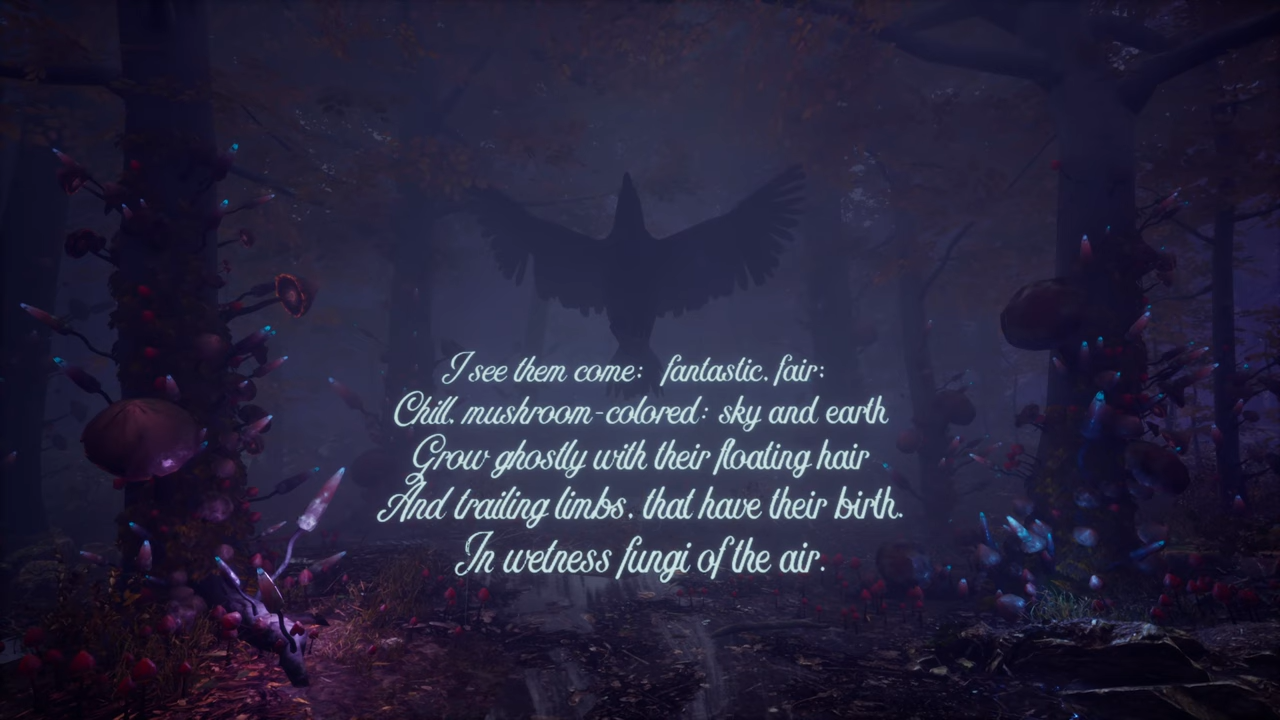 I see them come: fantastic, fair;
Chill, mushroom-colored: sky and earth
Grow ghostly with their floating hair
And trailing limbs, that have their birth,
In wetness fungi of the air.